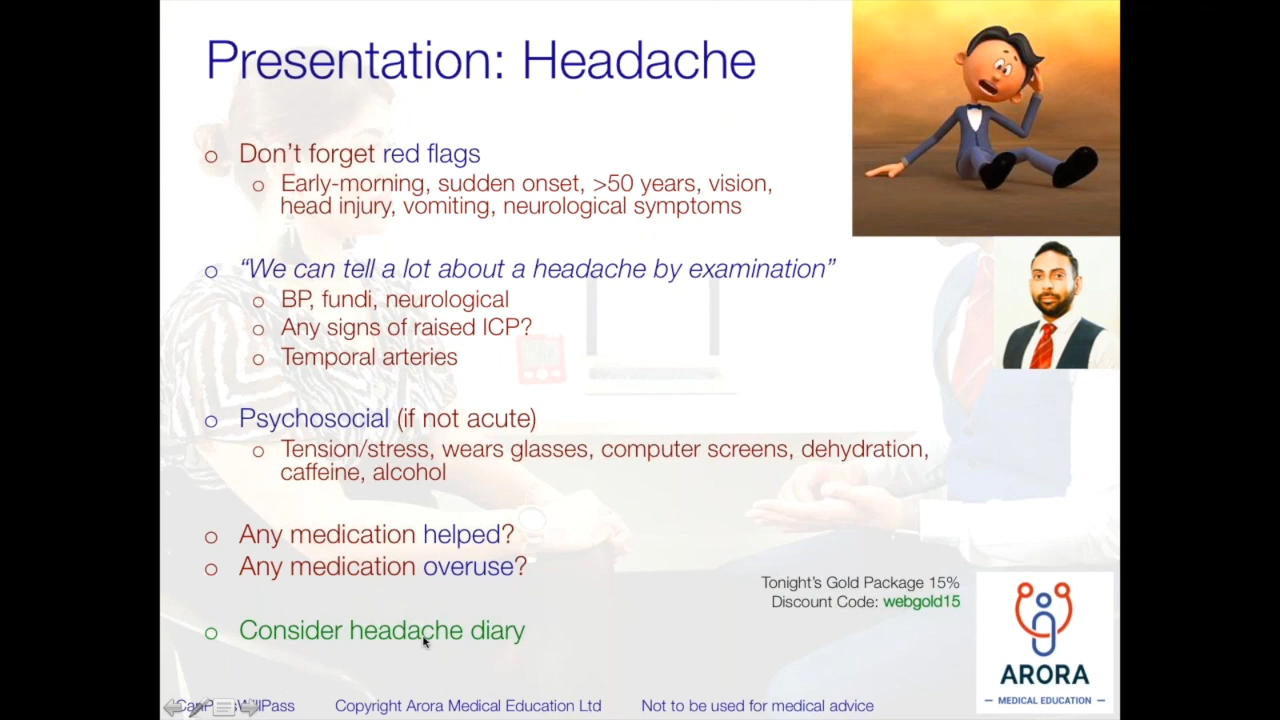 Presentation: Headache
o Don't forget red flags
o Early-morning, sudden onset, >50 years, vision,
head injury, vomiting, neurological symptoms
o “We can tell a lot about a headache by examination”
o BP, fundi, neurological
o Any signs of raised ICP?
o Temporal arteries
o Psychosocial (if not acute)
o Tension/stress, wears glasses, computer screens, dehydration,
caffeine, alcohol
o Any medication helped?
o Any medication overuse?
o Consider headache diary
Tonight's Gold Package 15%
Discount Code: webgold15
ARORA
MEDICAL EDUCATION
Copyright Arora Medical Education Ltd
Not to be used for medical advice